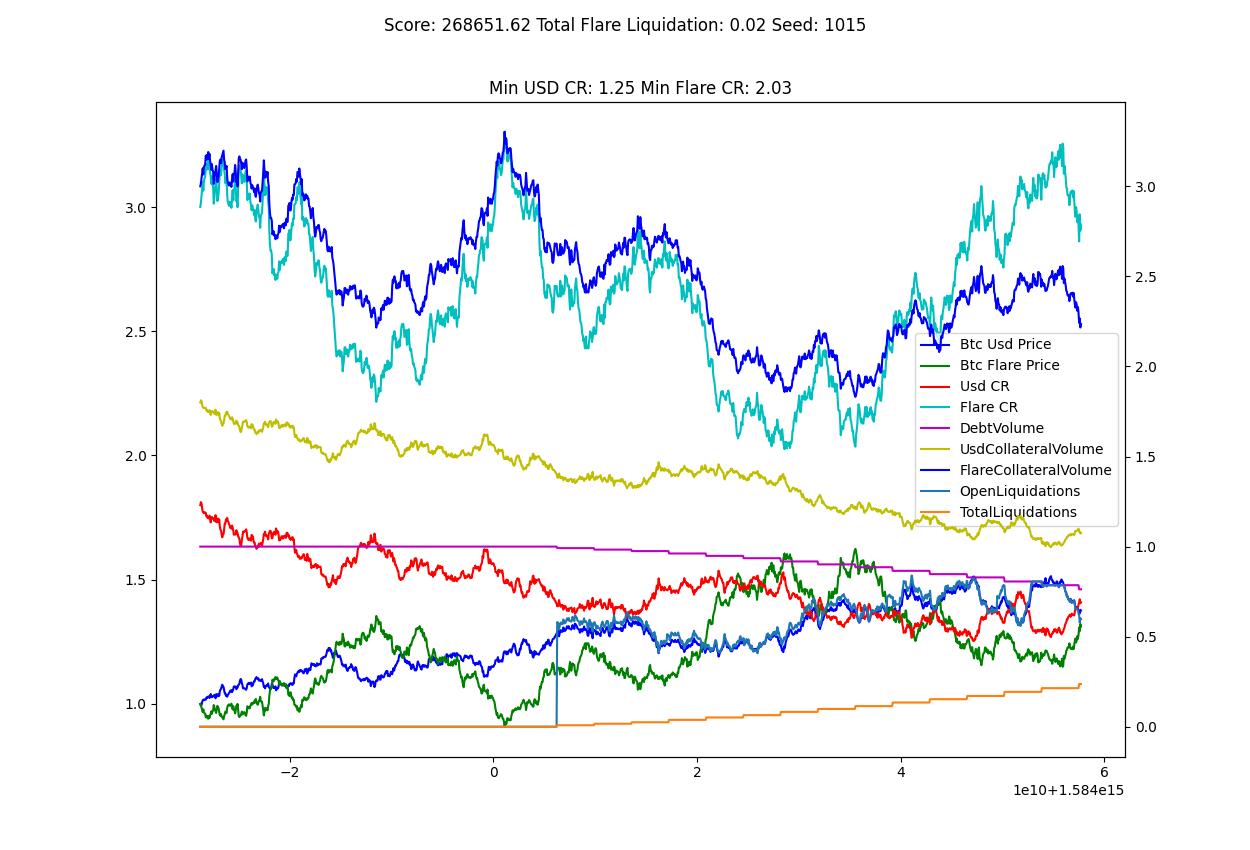 Score: 268651.62 Total Flare Liquidation: 0.02 Seed: 1015
Min USD CR: 1.25 Min Flare CR: 2.03
3.0
2.5
2.0
1.5
1.0
3.0
2.5
2.0
1.5
1.0
0.5
0.0
Btc Usd Price
Btc Flare Price
Usd CR
Flare CR
DebtVolume
UsdCollateralVolume
FlareCollateralVolume
OpenLiquidations
TotalLiquidations
−2 0 2 4 6
1e10+1.584e15